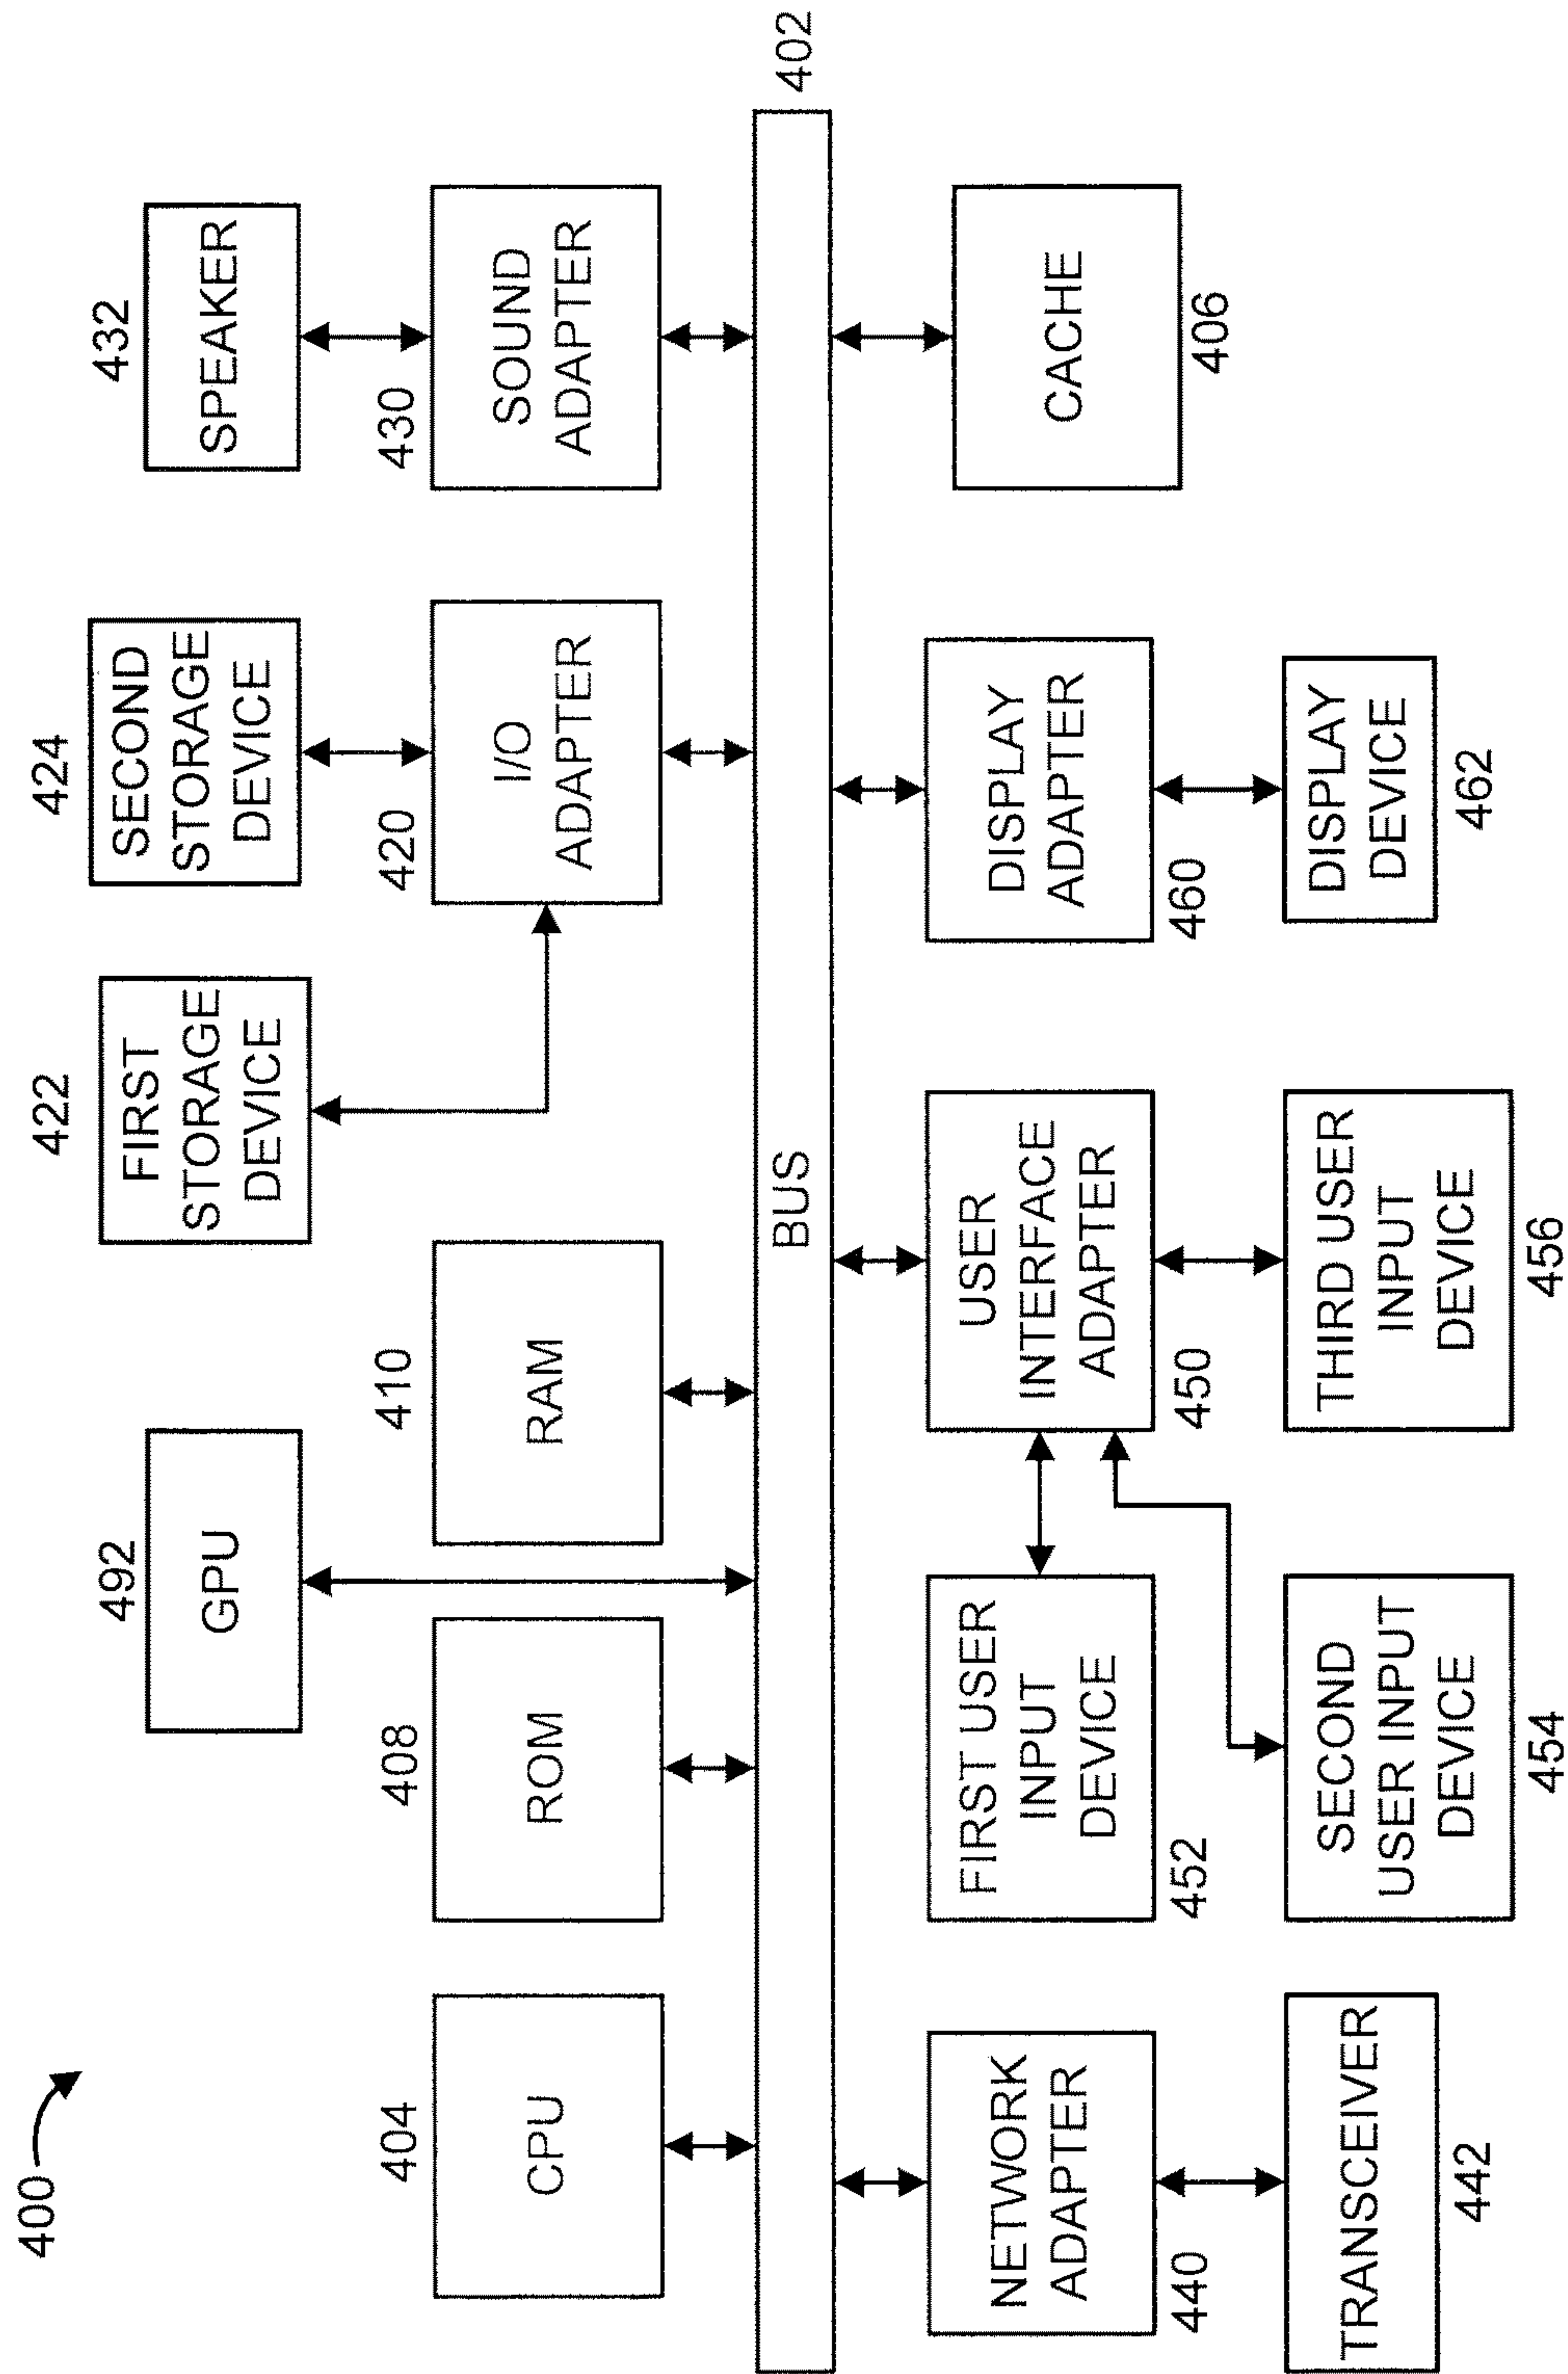 400
432
SPEAKER
424
SECOND
STORAGE
DEVICE
422
FIRST
STORAGE
DEVICE
492
GPU
430
SOUND
ADAPTER
420
I/O
ADAPTER
410
RAM
408
ROM
404
CPU
402
BUS
NETWORK
ADAPTER
440
FIRST USER
INPUT
DEVICE
452
USER
INTERFACE
ADAPTER
450
DISPLAY
ADAPTER
460
CACHE
406
TRANSCEIVER
442
SECOND
USER INPUT
DEVICE
454
THIRD USER
INPUT
DEVICE
456
DISPLAY
DEVICE
462